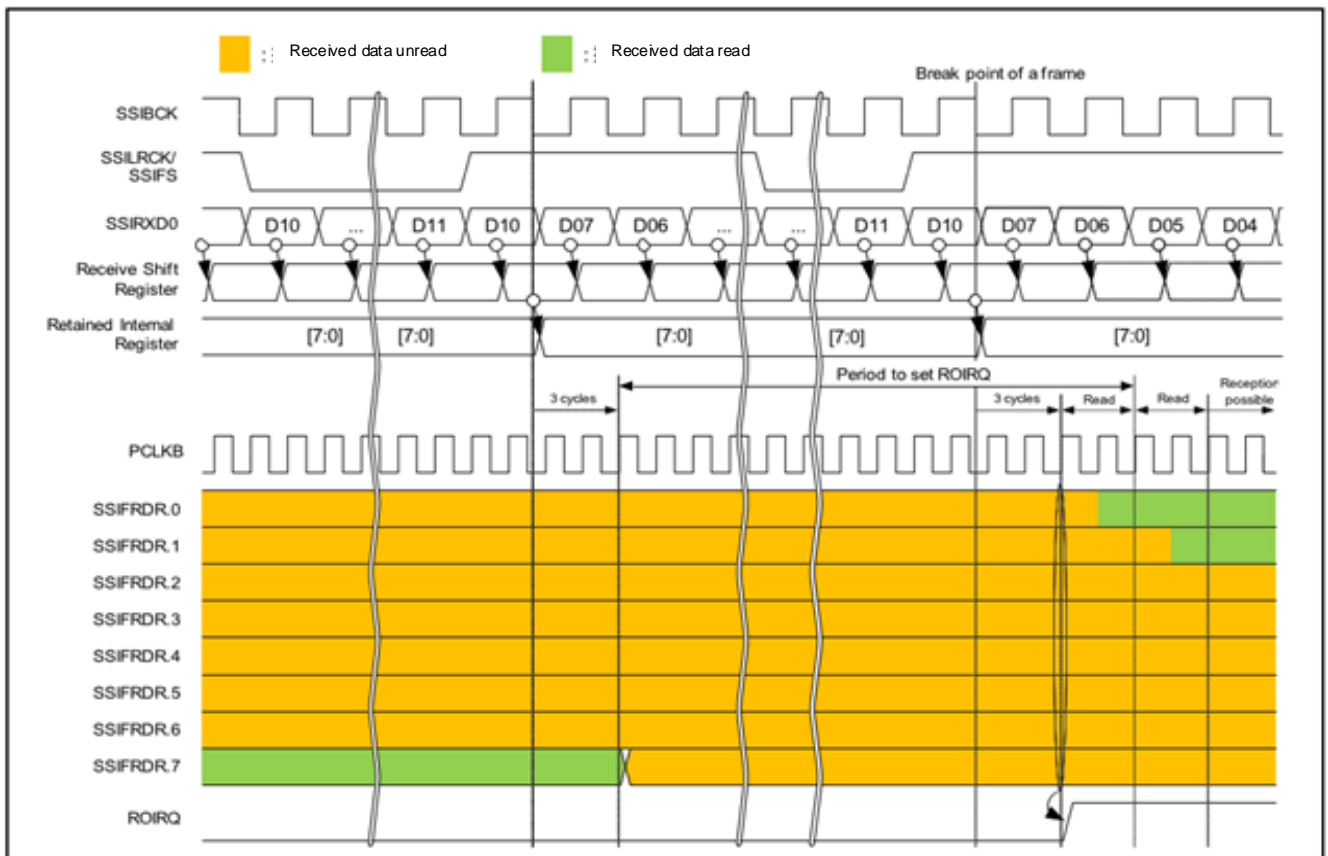 Received data unread
Received data read
Break point of a frame
SSIBCK
SSILRCK/
SSIFS
SSIRXD0
D10 ... D11 D10 D07 D06 ... ... D11 D10 D07 D06 D05 D04
Receive Shift
Register
Retained Internal
Register
[7:0] [7:0] [7:0] [7:0] [7:0]
Period to set ROIRQ
3 cycles 3 cycles Read Read Reception
possible
PCLKB
SSIFRDR.0
SSIFRDR.1
SSIFRDR.2
SSIFRDR.3
SSIFRDR.4
SSIFRDR.5
SSIFRDR.6
SSIFRDR.7
ROIRQ